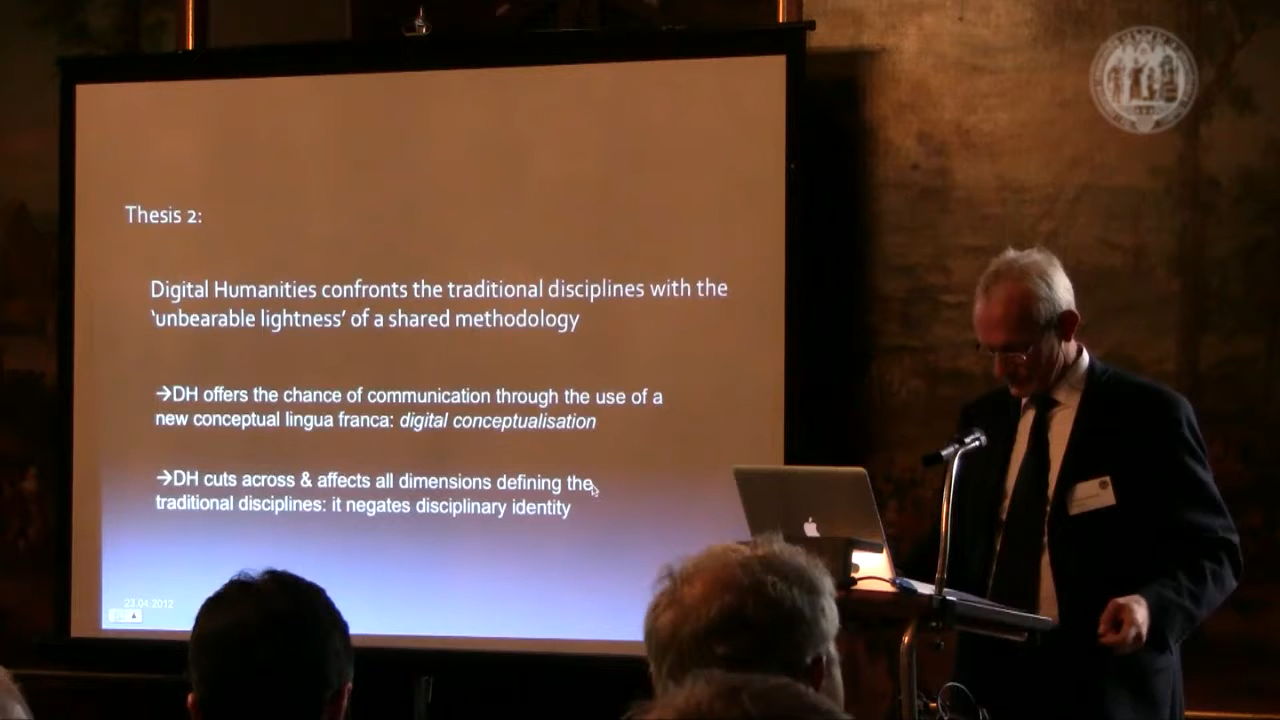 Thesis 2:
Digital Humanities confronts the traditional disciplines with the
‘unbearable lightness’ of a shared methodology
→DH offers the chance of communication through the use of a
new conceptual lingua franca: digital conceptualisation
→DH cuts across & affects all dimensions defining the
traditional disciplines: it negates disciplinary identity
23.04.2012